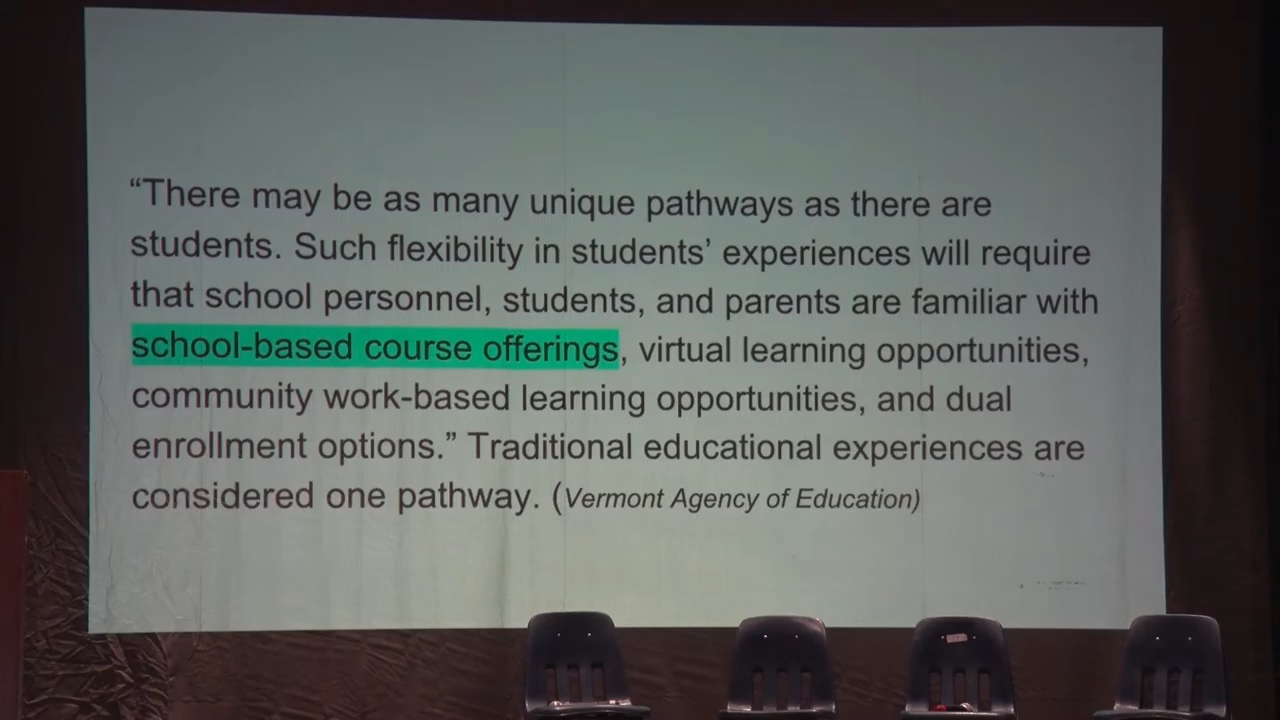 “There may be as many unique pathways as there are
students. Such flexibility in students’ experiences will require
that school personnel, students, and parents are familiar with
school-based course offerings, virtual learning opportunities,
community work-based learning opportunities, and dual
enrollment options.” Traditional educational experiences are
considered one pathway. (Vermont Agency of Education)